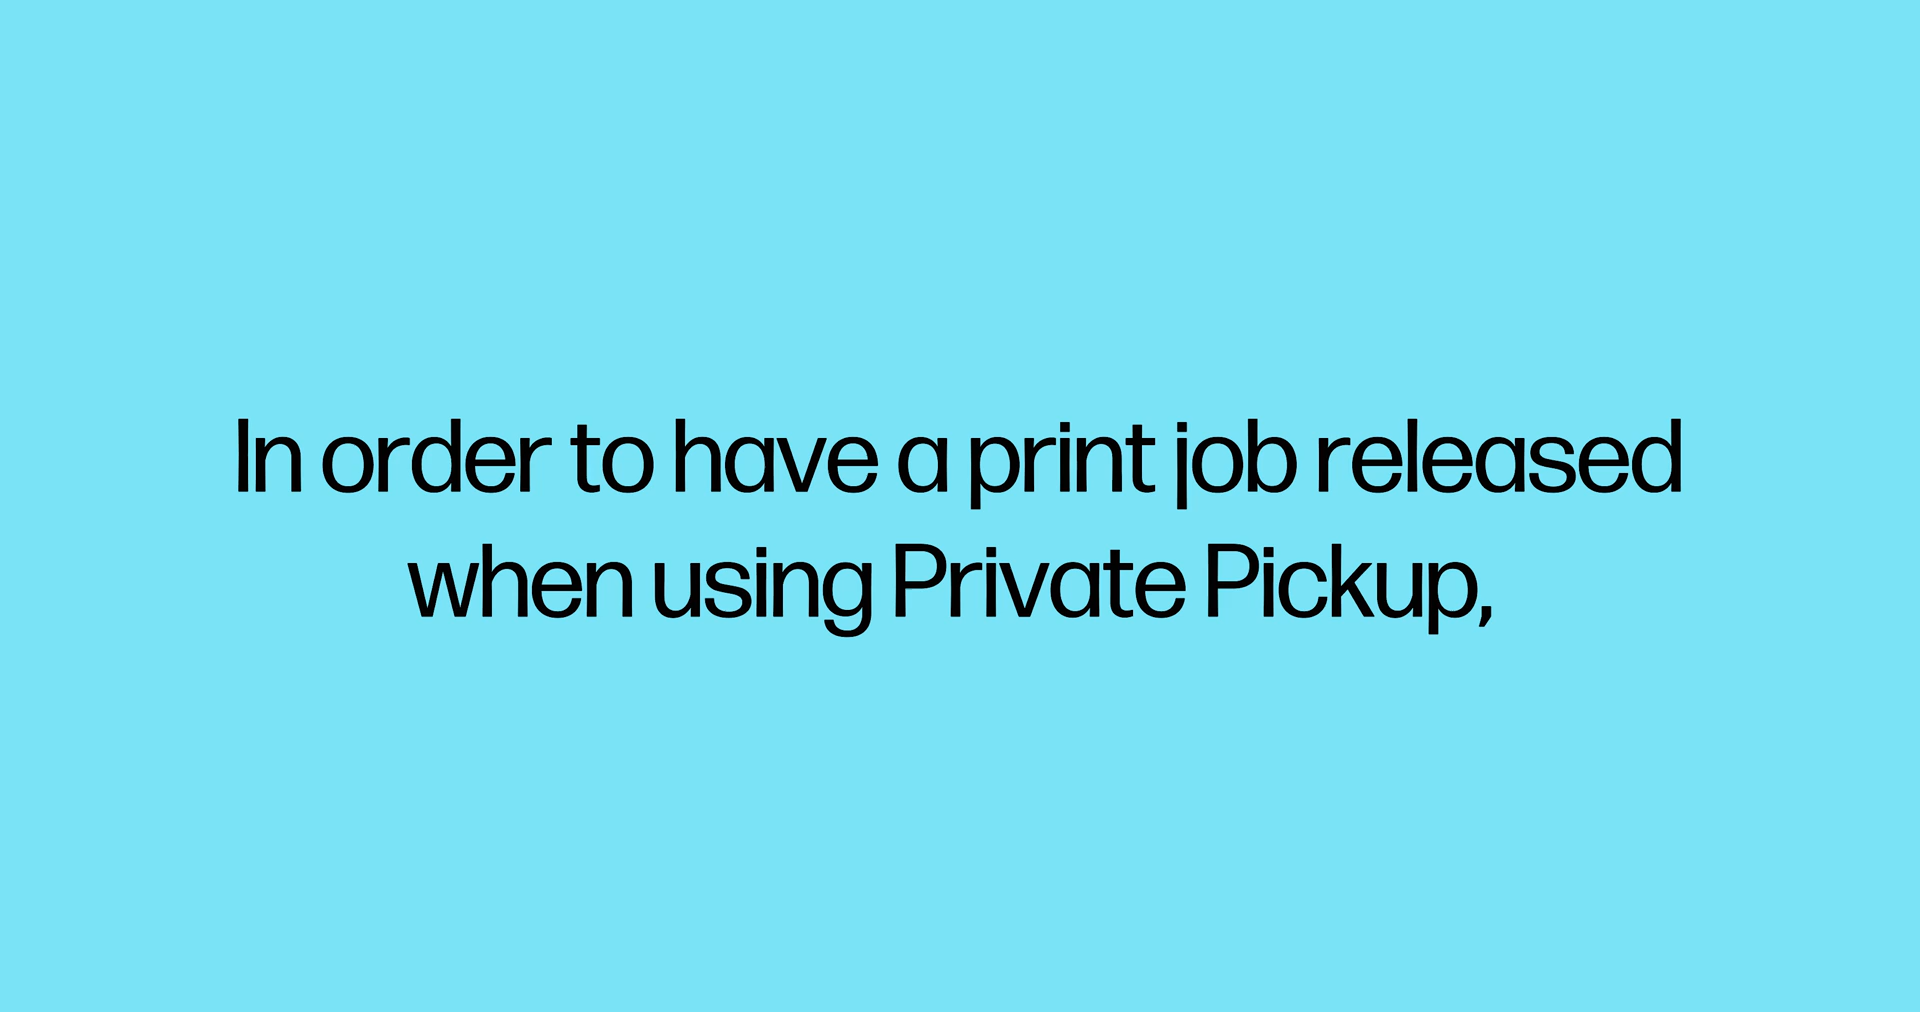 In order to have a print job released
when using Private Pickup,